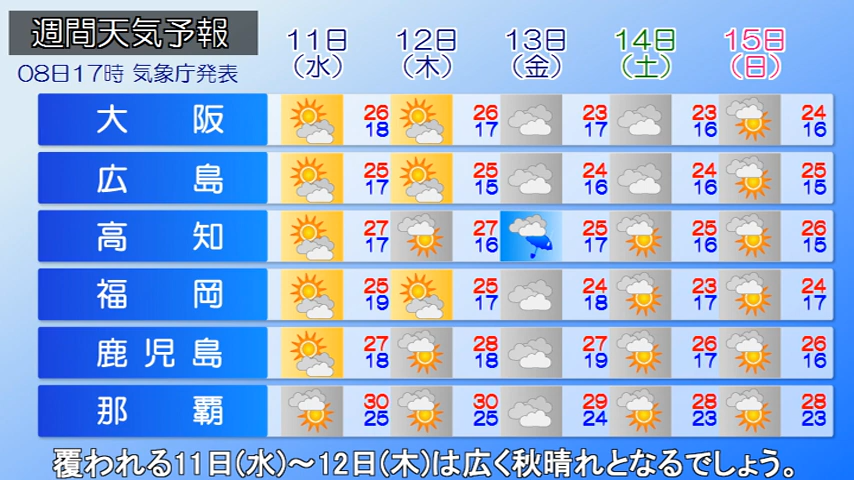 週間天気予報
08日17時 気象庁発表
11日 12日 13日 14日 15日
(水) (木) (金) (土) (日)
大阪 26 18 26 17 23 17 23 16 24 16
広島 25 17 25 15 24 16 24 16 25 15
高知 27 17 27 16 25 17 25 16 26 15
福岡 25 19 25 17 24 18 23 17 24 17
鹿児島 27 18 28 18 27 19 26 17 26 16
那覇 30 25 30 25 29 24 28 23 28 23
覆われる11日(水)～12日(木)は広く秋晴れとなるでしょう。